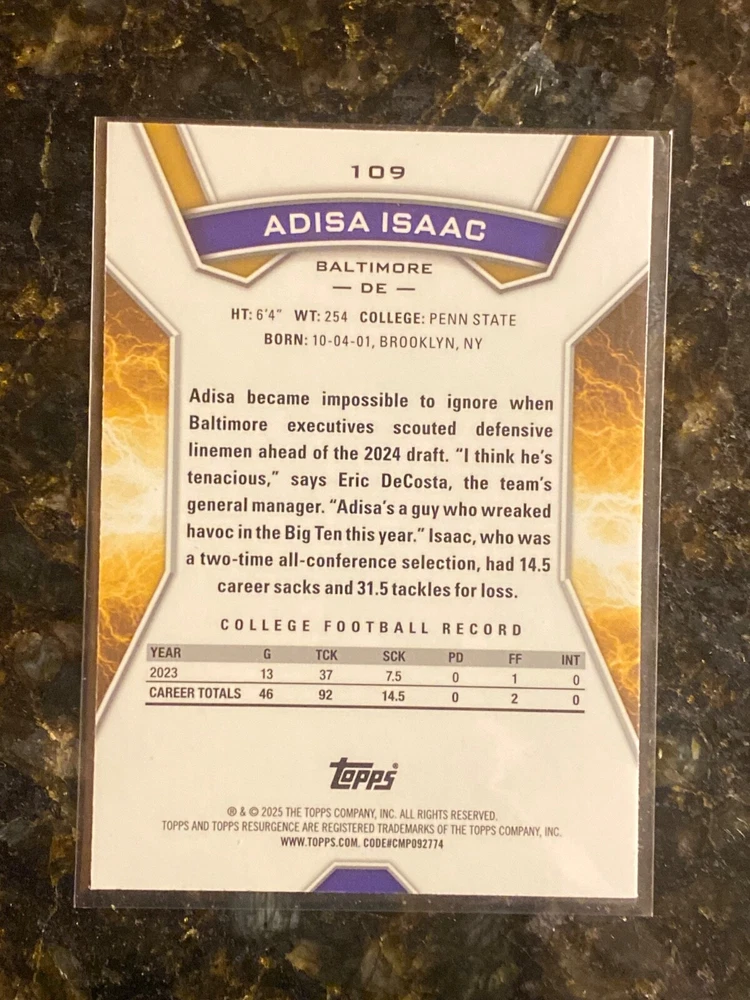 109
ADISA ISAAC
BALTIMORE
— DE —
HT: 6'4" WT: 254 COLLEGE: PENN STATE
BORN: 10-04-01, BROOKLYN, NY
Adisa became impossible to ignore when
Baltimore executives scouted defensive
linemen ahead of the 2024 draft. “I think he’s
tenacious,” says Eric DeCosta, the team’s
general manager. “Adisa’s a guy who wreaked
havoc in the Big Ten this year.” Isaac, who was
a two-time all-conference selection, had 14.5
career sacks and 31.5 tackles for loss.
COLLEGE FOOTBALL RECORD
YEAR G TCK SCK PD FF INT
2023 13 37 7.5 0 1 0
CAREER TOTALS 46 92 14.5 0 2 0
Topps®
® & © 2025 THE TOPPS COMPANY, INC. ALL RIGHTS RESERVED.
TOPPS AND TOPPS RESURGENCE ARE REGISTERED TRADEMARKS OF THE TOPPS COMPANY, INC.
WWW.TOPPS.COM. CODE#CMP092774